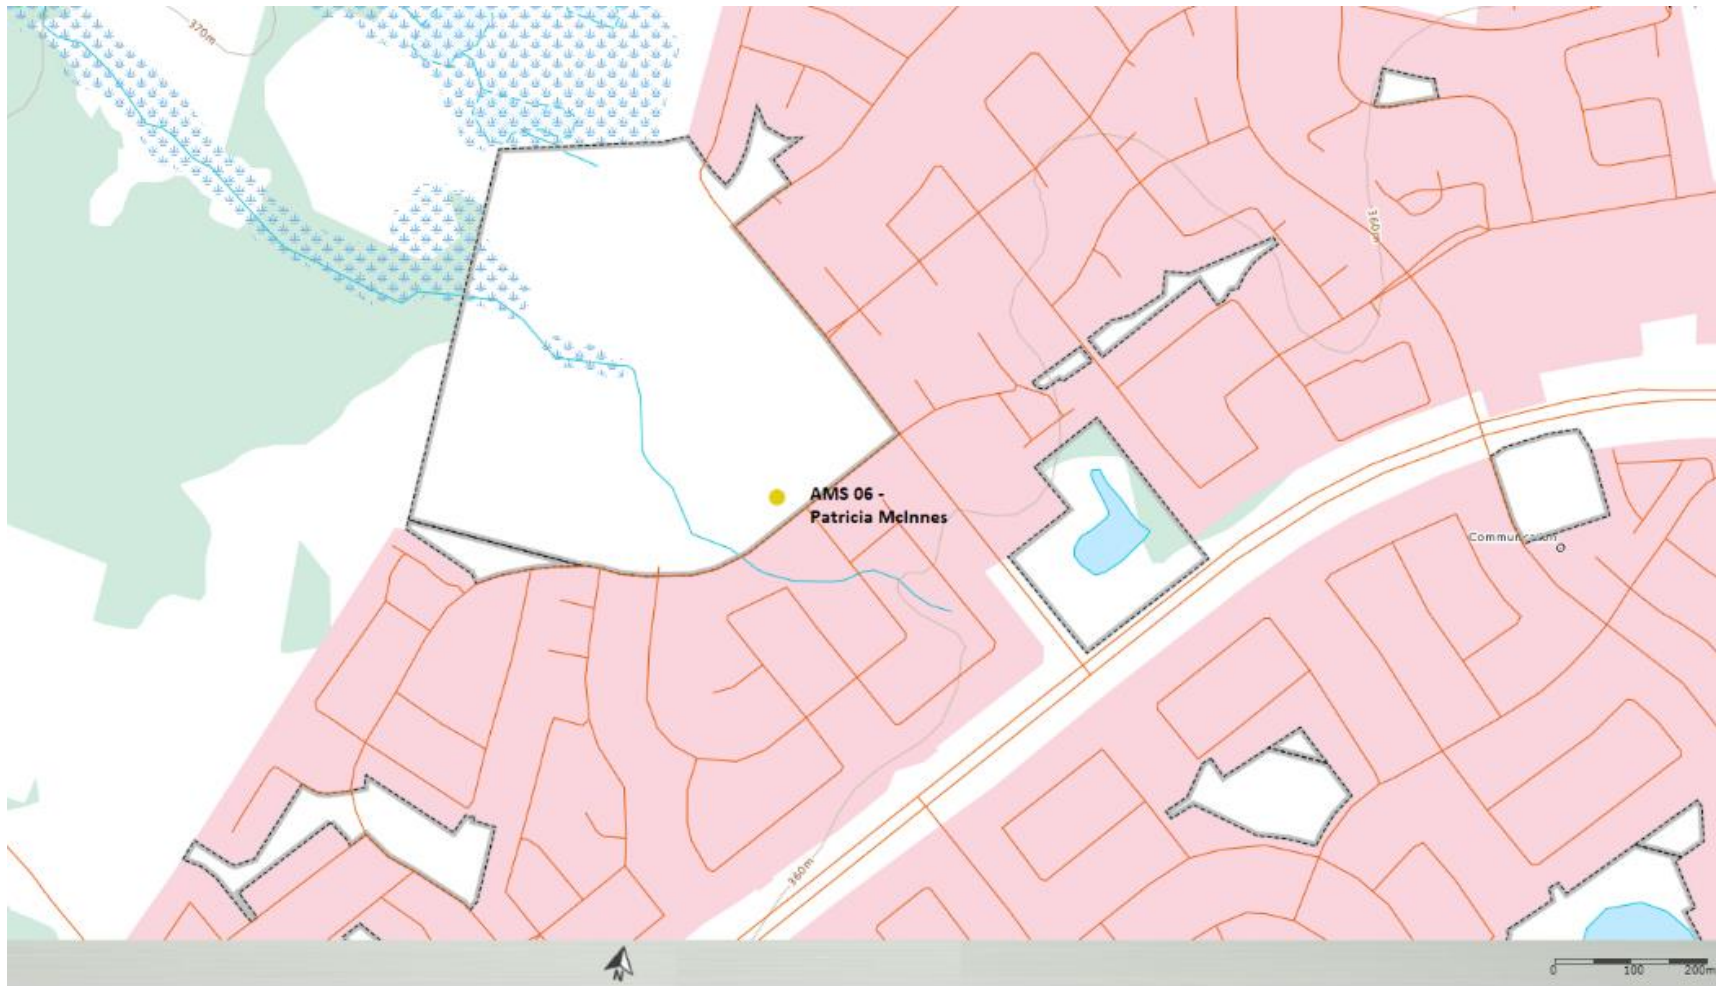 370m
360m
AMS 06 -
Patricia McInnes
Communication
360m
N
0 100 200m